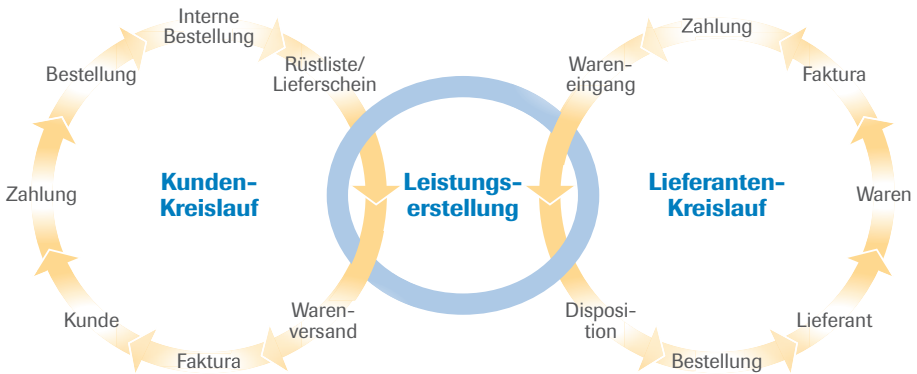 Interne
Bestellung
Rüstliste/
Lieferschein
Bestellung
Zahlung
Kunden-
Kreislauf
Kunde
Faktura
Waren-
versand
Leistungs-
erstellung
Zahlung
Waren-
eingang
Faktura
Lieferanten-
Kreislauf
Waren
Disposi-
tion
Lieferant
Bestellung